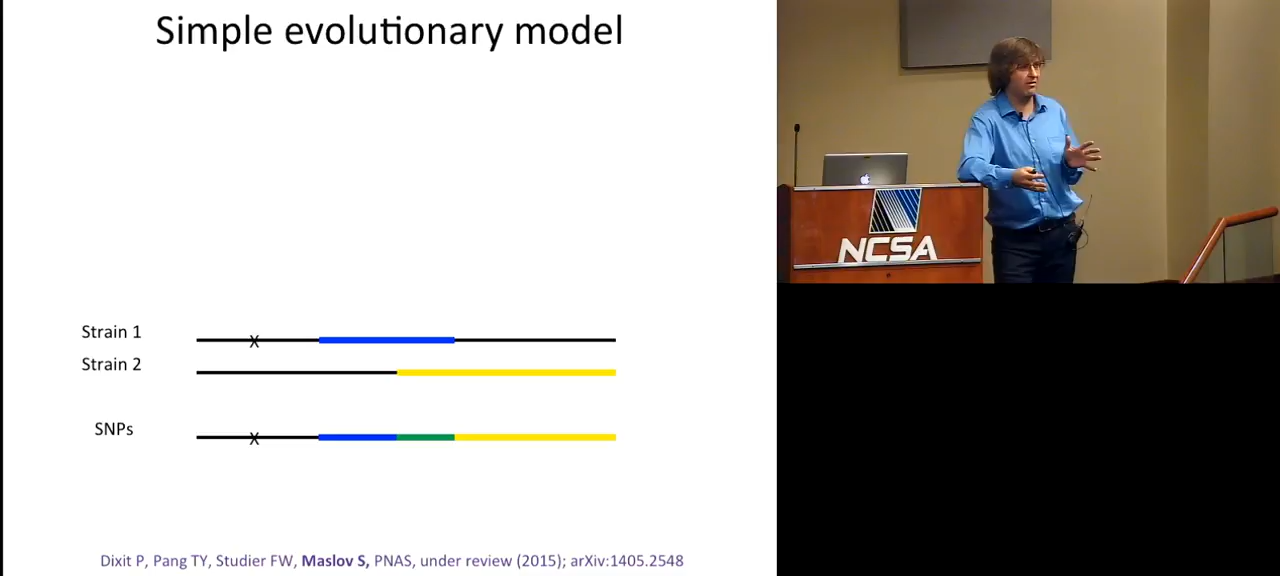 Simple evolutionary model
Strain 1
X
Strain 2
SNPs
X
Dixit P, Pang TY, Studier FW, Maslov S, PNAS, under review (2015); arXiv:1405.2548
NCSA